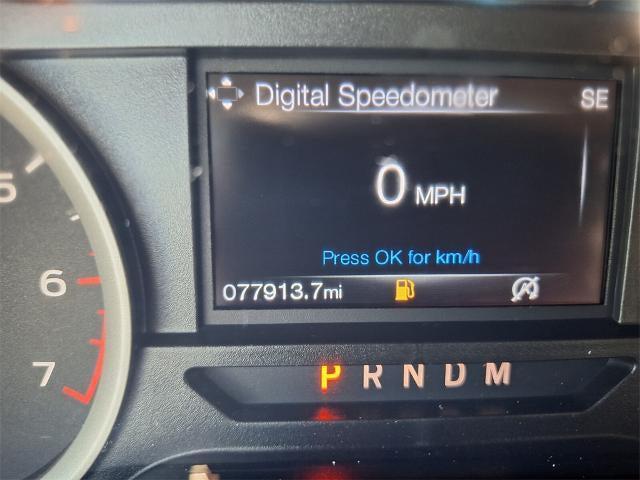 Digital Speedometer SE
0 MPH
Press OK for km/h
077913.7mi
P R N D M
5
6
7